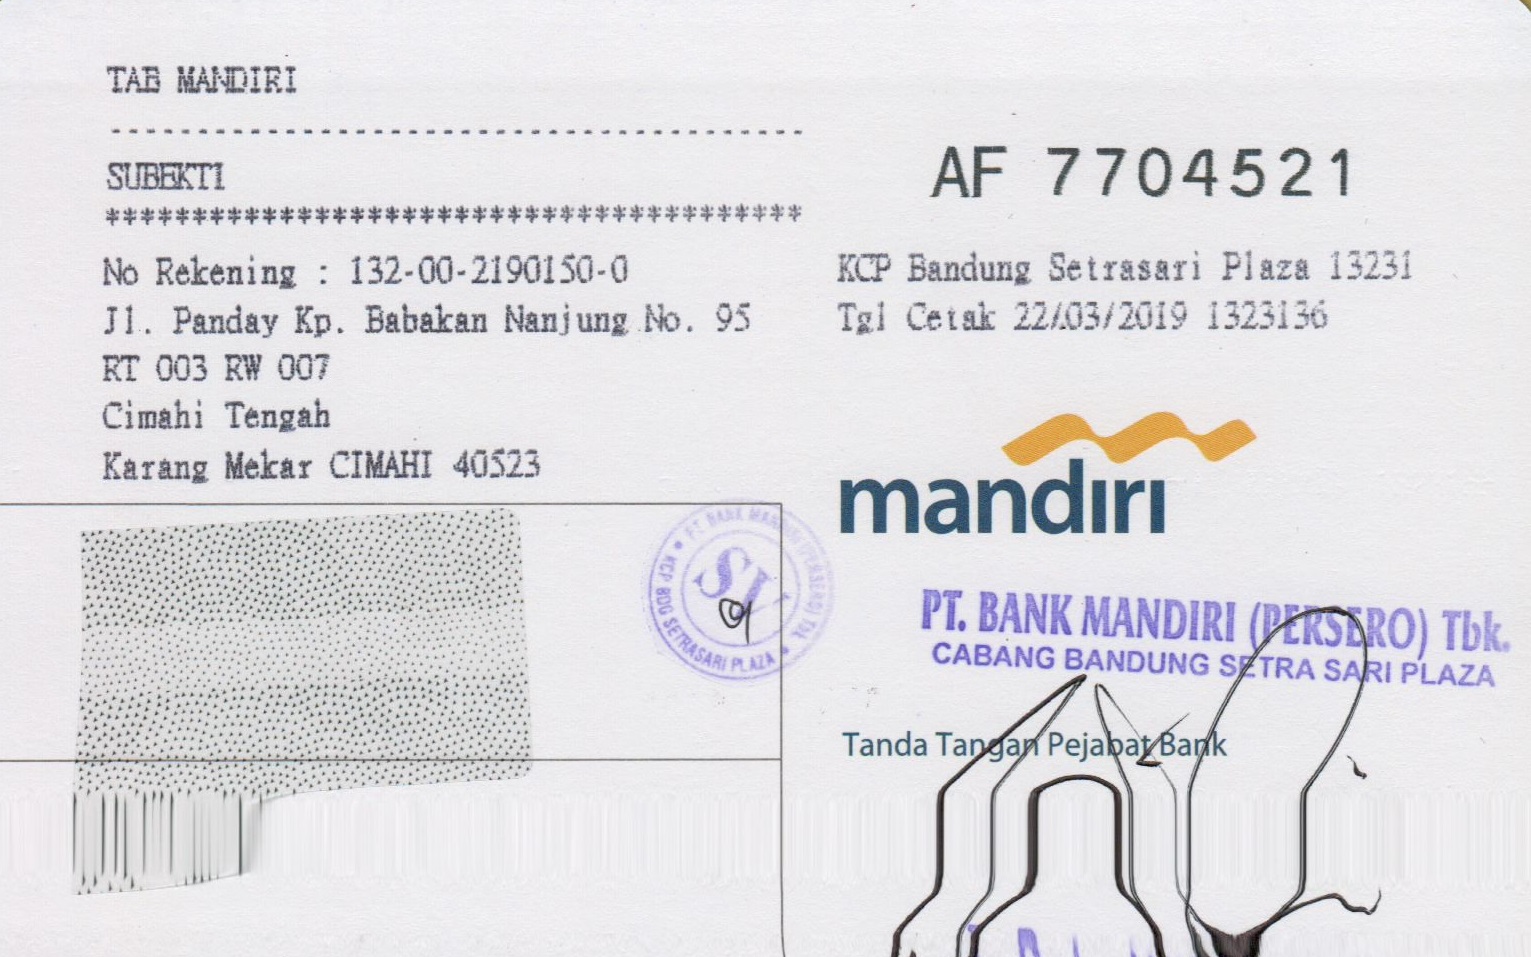 TAB MANDIRI
SUBEKTI
****************************************
No Rekening : 132-00-2190150-0
Jl. Panday Kp. Babakan Nanjung No. 95
RT 003 RW 007
Cimahi Tengah
Karang Mekar CIMAHI 40523
AF 7704521
KCP Bandung Setrasari Plaza 13231
Tgl Cetak 22/03/2019 1323136
mandiri
PT. BANK MANDIRI (PERSERO) Tbk.
KCP BDG SETRASARI PLAZA
PT. BANK MANDIRI (PERSERO) Tbk.
CABANG BANDUNG SETRA SARI PLAZA
Tanda Tangan Pejabat Bank